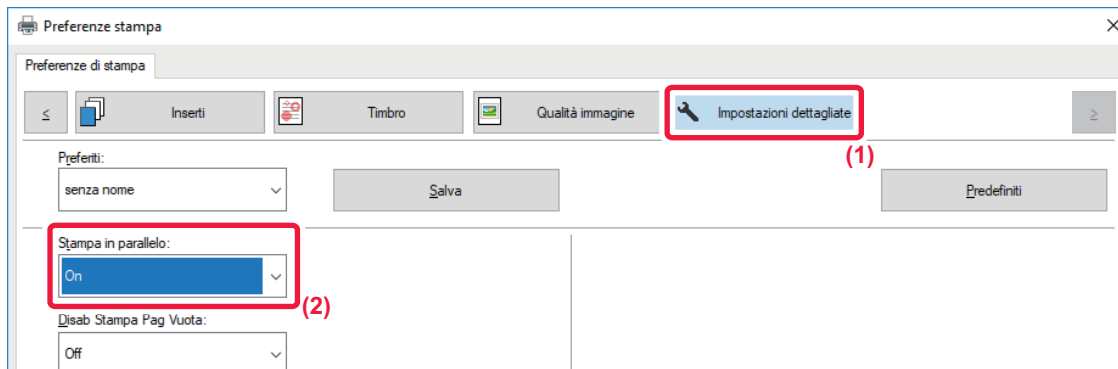 Preferenze stampa
Preferenze di stampa
≤ Inserti Timbro Qualità immagine Impostazioni dettagliate ≥
(1)
Preferiti:
senza nome Salva Predefiniti
Stampa in parallelo:
On
(2)
Disab Stampa Pag Vuota:
Off